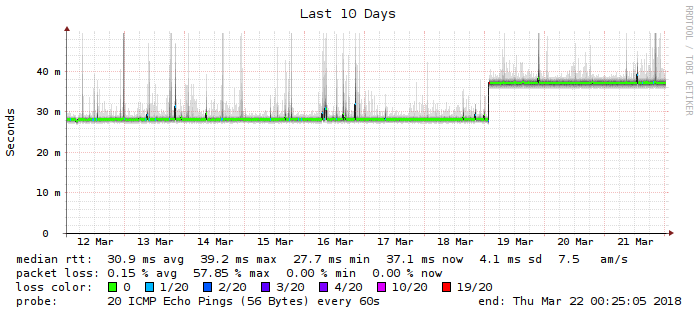 Last 10 Days
RRDTOOL / TOBI OETIKER
Seconds
40 m
30 m
20 m
10 m
0
12 Mar 13 Mar 14 Mar 15 Mar 16 Mar 17 Mar 18 Mar 19 Mar 20 Mar 21 Mar
median rtt: 30.9 ms avg 39.2 ms max 27.7 ms min 37.1 ms now 4.1 ms sd 7.5 am/s
packet loss: 0.15 % avg 57.85 % max 0.00 % min 0.00 % now
loss color: 0 1/20 2/20 3/20 4/20 10/20 19/20
probe: 20 ICMP Echo Pings (56 Bytes) every 60s end: Thu Mar 22 00:25:05 2018